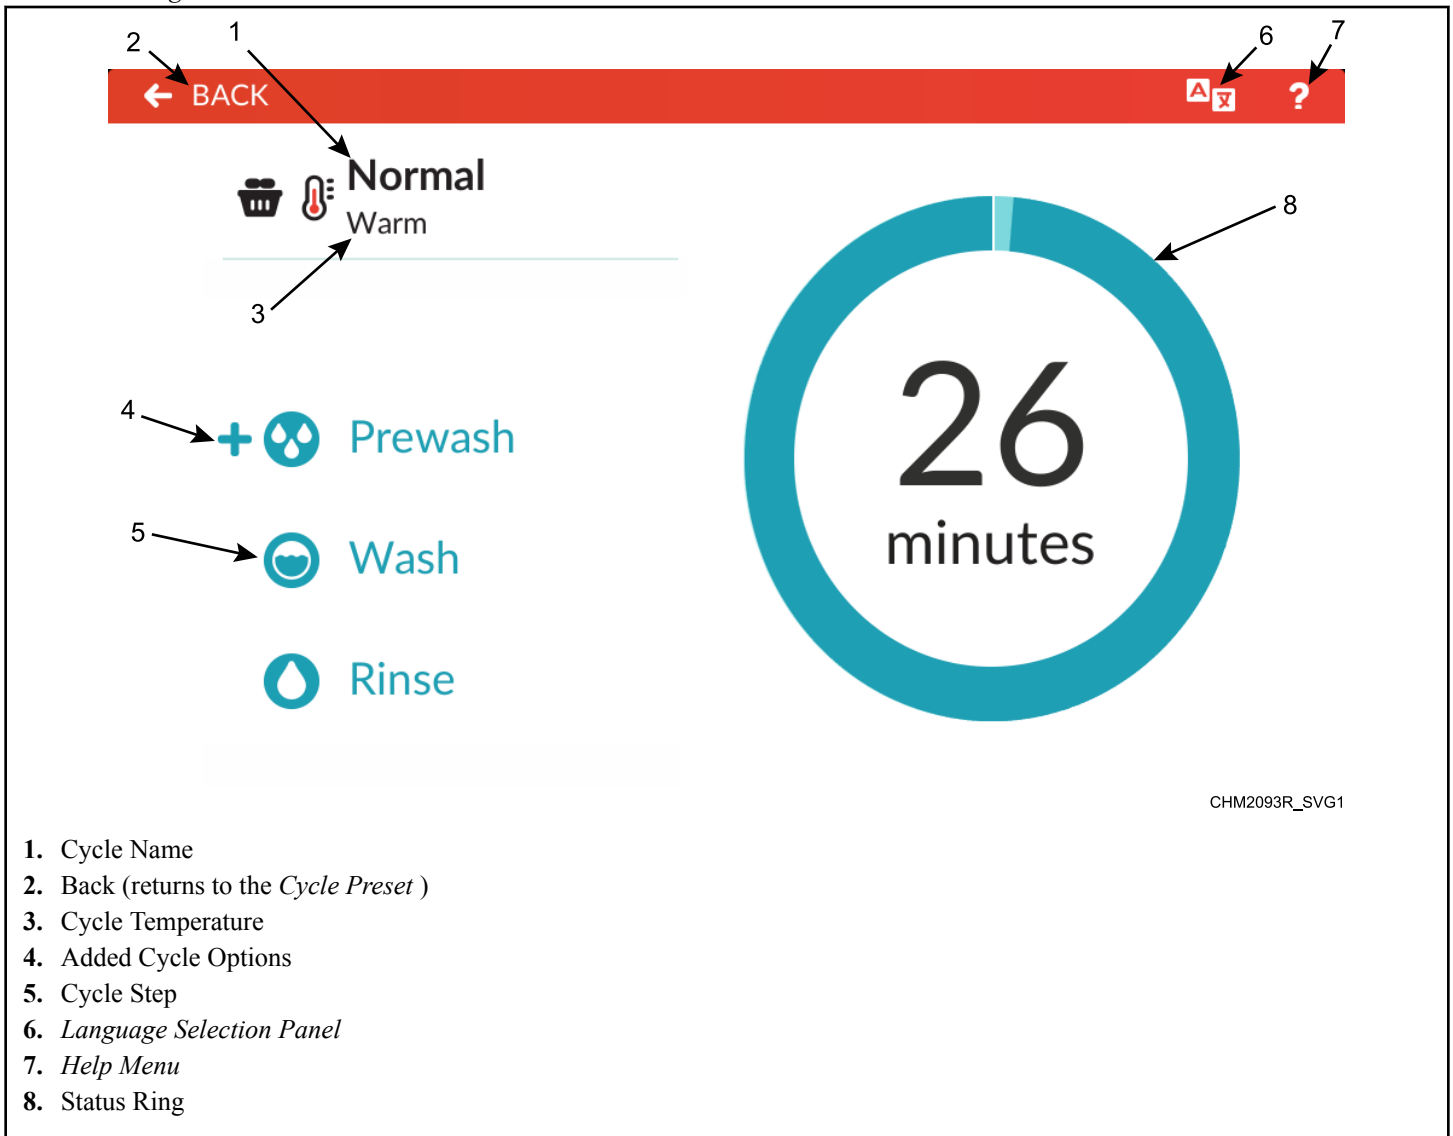 2
1
6
7
BACK
A
文
?
Normal
Warm
3
8
4
Prewash
5
Wash
Rinse
26
minutes
CHM2093R_SVG1
1. Cycle Name
2. Back (returns to the Cycle Preset )
3. Cycle Temperature
4. Added Cycle Options
5. Cycle Step
6. Language Selection Panel
7. Help Menu
8. Status Ring